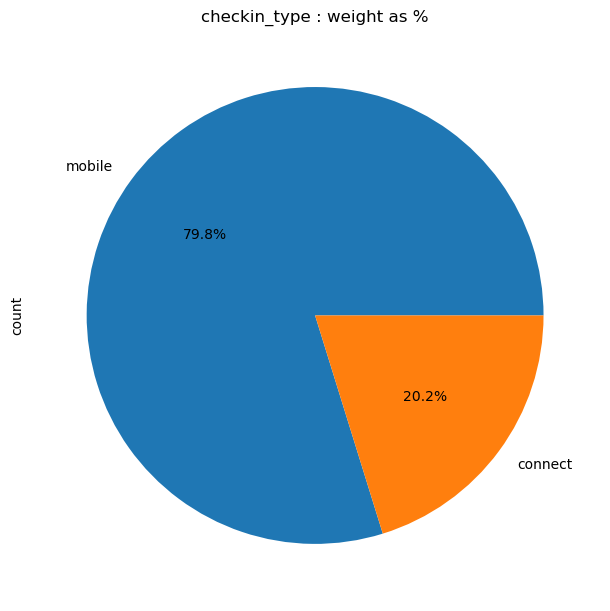 checkin_type : weight as %
mobile
79.8%
count
20.2%
connect